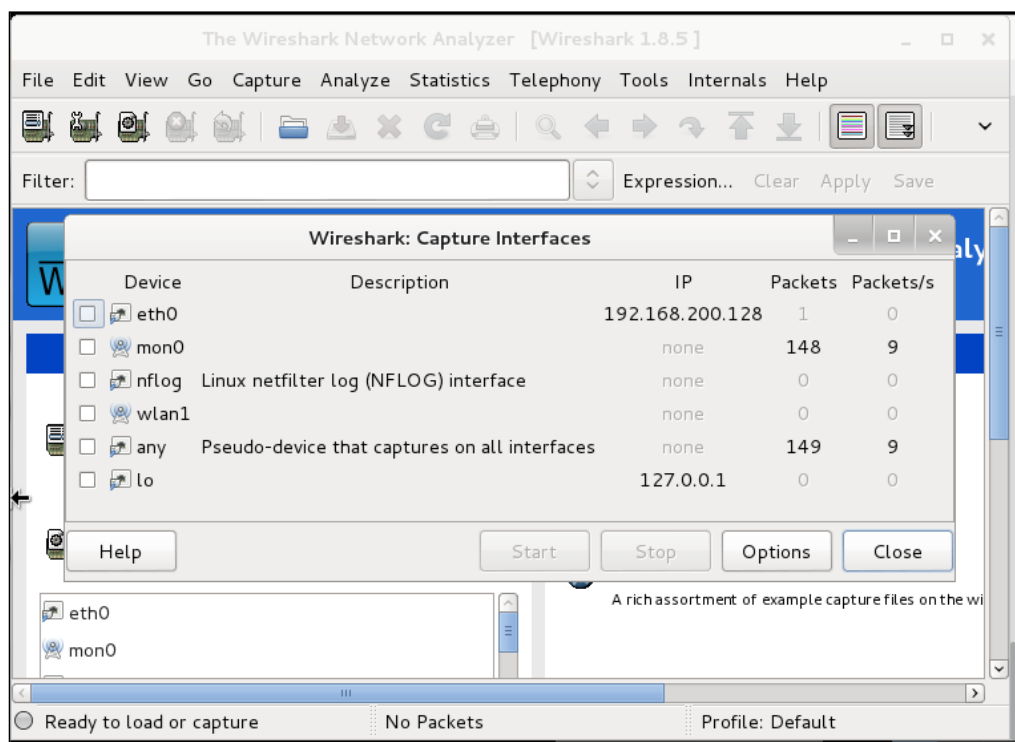 The Wireshark Network Analyzer [Wireshark 1.8.5 ]
File Edit View Go Capture Analyze Statistics Telephony Tools Internals Help
Filter: Expression... Clear Apply Save
Wireshark: Capture Interfaces
Device Description IP Packets Packets/s
eth0 192.168.200.128 1 0
mon0 none 148 9
nflog Linux netfilter log (NFLOG) interface none 0 0
wlan1 none 0 0
any Pseudo-device that captures on all interfaces none 149 9
lo 127.0.0.1 0 0
Help Start Stop Options Close
A rich assortment of example capture files on the wi
eth0
mon0
Ready to load or capture No Packets Profile: Default